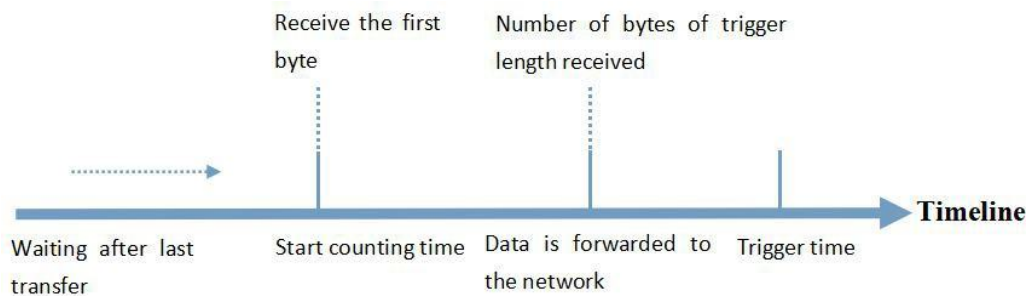 Receive the first
byte
Number of bytes of trigger
length received
Timeline
Waiting after last
transfer
Start counting time
Data is forwarded to
the network
Trigger time